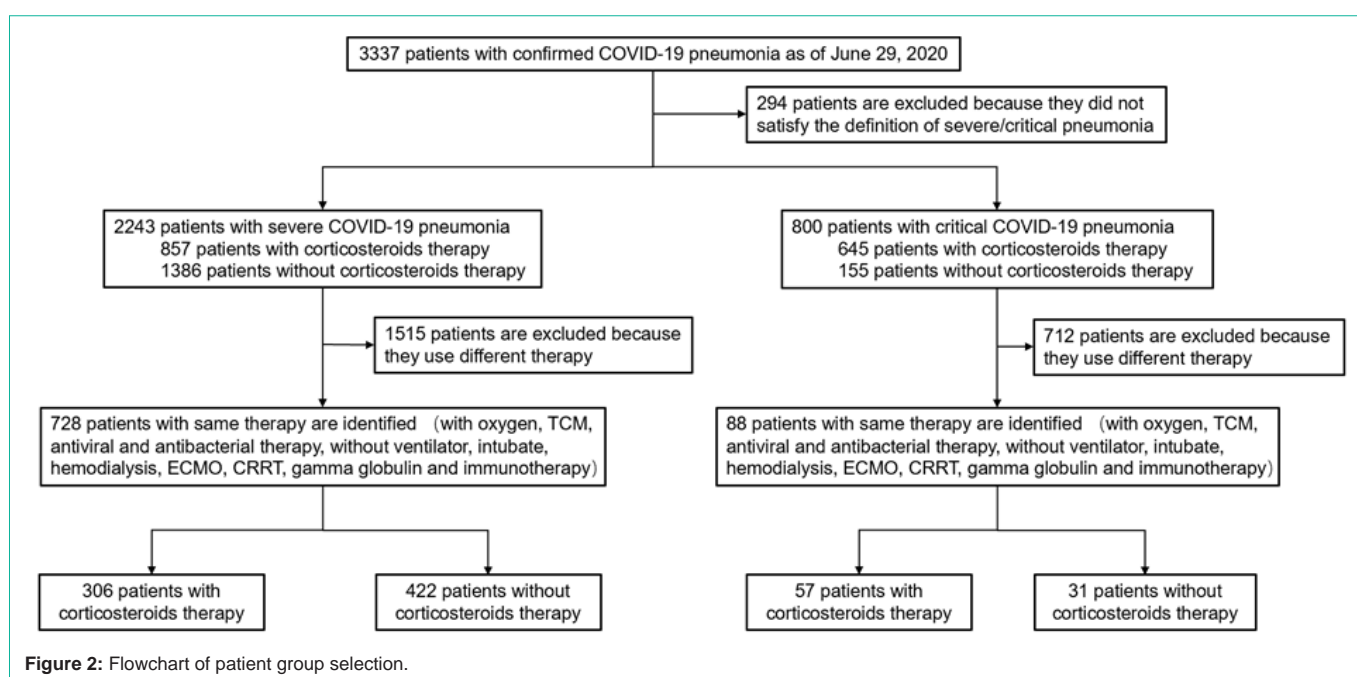 3337 patients with confirmed COVID-19 pneumonia as of June 29, 2020
294 patients are excluded because they did not
satisfy the definition of severe/critical pneumonia
2243 patients with severe COVID-19 pneumonia
857 patients with corticosteroids therapy
1386 patients without corticosteroids therapy
800 patients with critical COVID-19 pneumonia
645 patients with corticosteroids therapy
155 patients without corticosteroids therapy
1515 patients are excluded because
they use different therapy
712 patients are excluded because
they use different therapy
728 patients with same therapy are identified （with oxygen, TCM,
antiviral and antibacterial therapy, without ventilator, intubate,
hemodialysis, ECMO, CRRT, gamma globulin and immunotherapy）
88 patients with same therapy are identified （with oxygen, TCM,
antiviral and antibacterial therapy, without ventilator, intubate,
hemodialysis, ECMO, CRRT, gamma globulin and immunotherapy）
306 patients with
corticosteroids therapy
422 patients without
corticosteroids therapy
57 patients with
corticosteroids therapy
31 patients without
corticosteroids therapy
Figure 2: Flowchart of patient group selection.